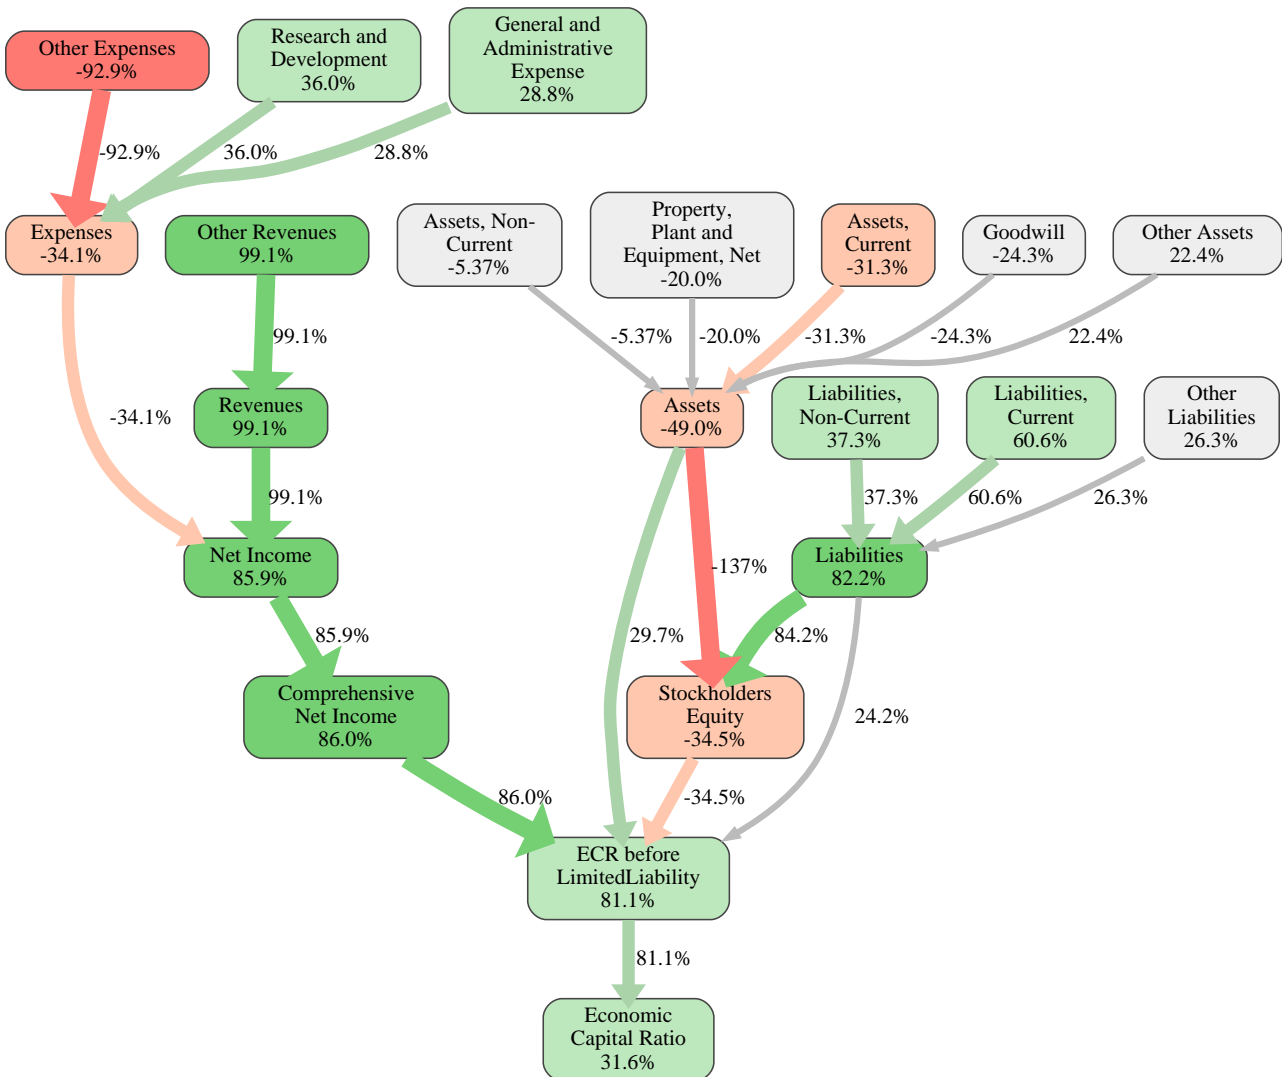 Other Expenses
-92.9%
Research and
Development
36.0%
General and
Administrative
Expense
28.8%
-92.9%
36.0%
28.8%
Expenses
-34.1%
Other Revenues
99.1%
Assets, Non-
Current
-5.37%
Property,
Plant and
Equipment, Net
-20.0%
Assets,
Current
-31.3%
Goodwill
-24.3%
Other Assets
22.4%
99.1%
-5.37%
-20.0%
-31.3%
-24.3%
22.4%
-34.1%
Revenues
99.1%
Assets
-49.0%
Liabilities,
Non-Current
37.3%
Liabilities,
Current
60.6%
Other
Liabilities
26.3%
99.1%
37.3%
60.6%
26.3%
Net Income
85.9%
-137%
Liabilities
82.2%
85.9%
29.7%
84.2%
Comprehensive
Net Income
86.0%
Stockholders
Equity
-34.5%
24.2%
86.0%
-34.5%
ECR before
LimitedLiability
81.1%
81.1%
Economic
Capital Ratio
31.6%